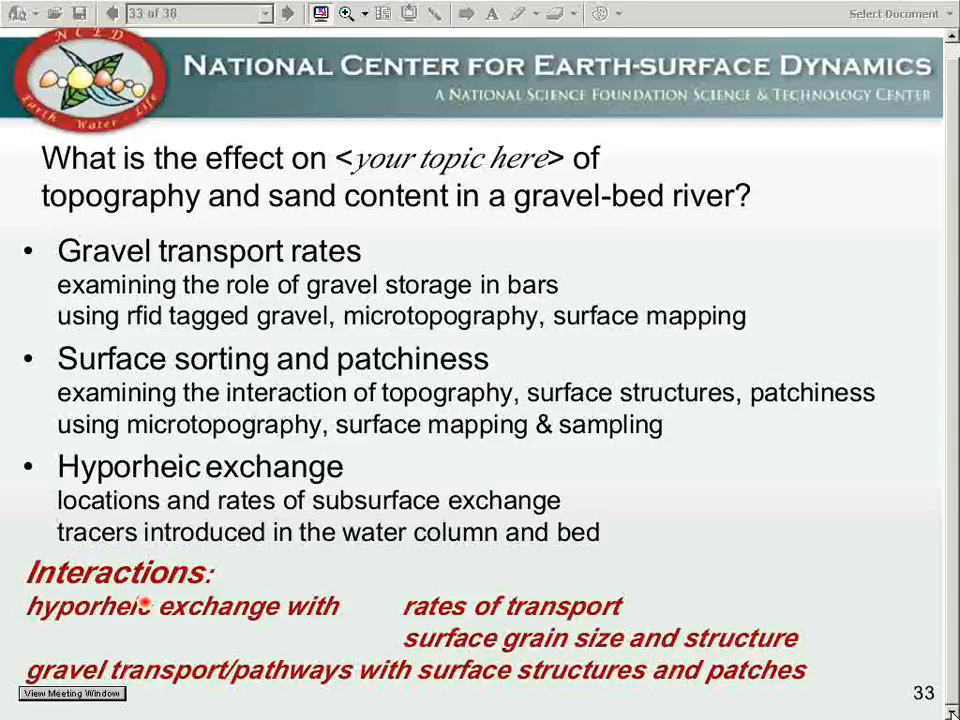 33 of 38
Select Document
NCED
Earth - Water - Life
NATIONAL CENTER FOR EARTH-SURFACE DYNAMICS
A NATIONAL SCIENCE FOUNDATION SCIENCE & TECHNOLOGY CENTER
What is the effect on <your topic here> of
topography and sand content in a gravel-bed river?
• Gravel transport rates
examining the role of gravel storage in bars
using rfid tagged gravel, microtopography, surface mapping
• Surface sorting and patchiness
examining the interaction of topography, surface structures, patchiness
using microtopography, surface mapping & sampling
• Hyporheic exchange
locations and rates of subsurface exchange
tracers introduced in the water column and bed
Interactions:
hyporheic exchange with rates of transport
surface grain size and structure
gravel transport/pathways with surface structures and patches
View Meeting Window
33